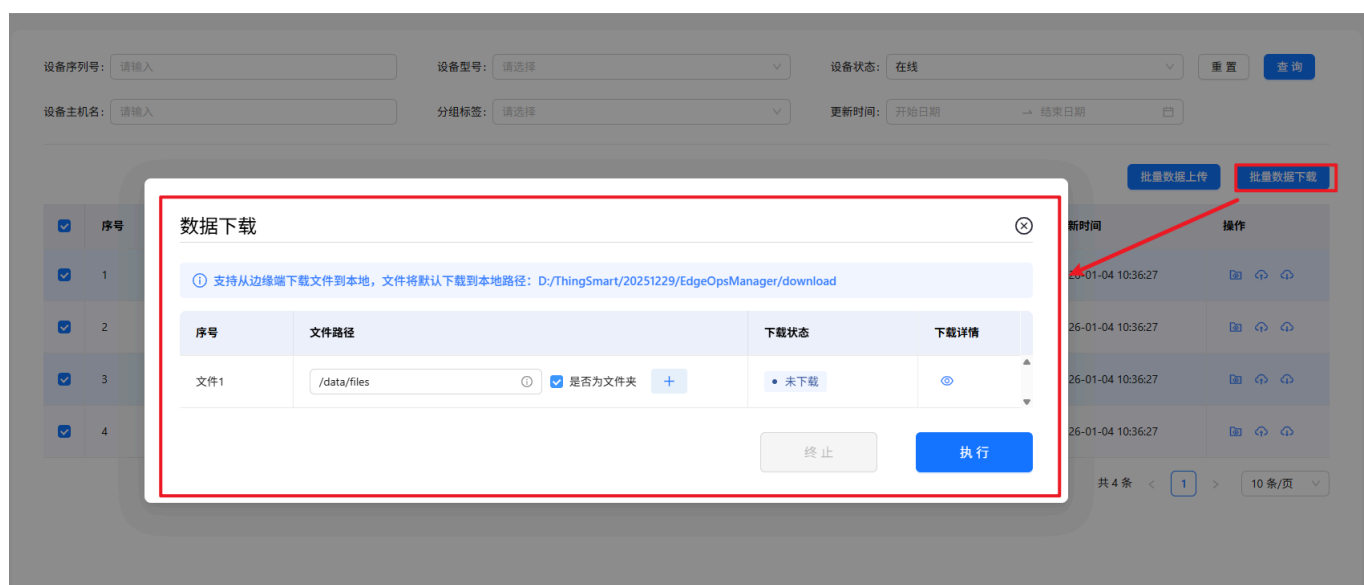 设备序列号: 请输入 设备型号: 请选择 设备状态: 在线 重 置 查 询
设备主机名: 请输入 分组标签: 请选择 更新时间: 开始日期 → 结束日期
批量数据上传 批量数据下载
序号 新时间 操作
数据下载
1 26-01-04 10:36:27
支持从边缘端下载文件到本地，文件将默认下载到本地路径：D:/ThingSmart/20251229/EdgeOpsManager/download
2 26-01-04 10:36:27
序号 文件路径 下载状态 下载详情
3 26-01-04 10:36:27
文件1 /data/files 是否为文件夹 + 未下载
4 26-01-04 10:36:27
终 止 执 行
共 4 条 < 1 > 10 条/页